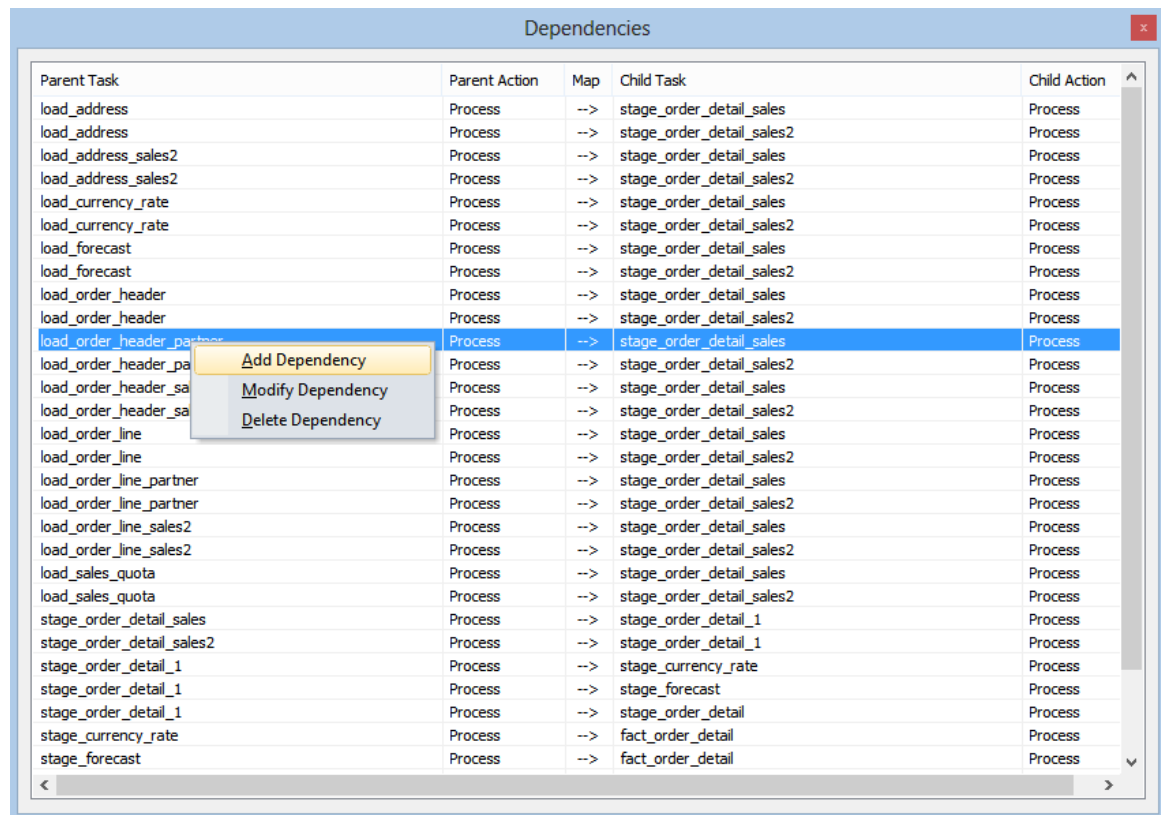 Dependencies
x
Parent Task Parent Action Map Child Task Child Action
load_address Process --> stage_order_detail_sales Process
load_address Process --> stage_order_detail_sales2 Process
load_address_sales2 Process --> stage_order_detail_sales Process
load_address_sales2 Process --> stage_order_detail_sales2 Process
load_currency_rate Process --> stage_order_detail_sales Process
load_currency_rate Process --> stage_order_detail_sales2 Process
load_forecast Process --> stage_order_detail_sales Process
load_forecast Process --> stage_order_detail_sales2 Process
load_order_header Process --> stage_order_detail_sales Process
load_order_header Process --> stage_order_detail_sales2 Process
load_order_header_partner Process --> stage_order_detail_sales Process
load_order_header_pa Process --> stage_order_detail_sales2 Process
load_order_header_sa Process --> stage_order_detail_sales Process
load_order_header_sa Process --> stage_order_detail_sales2 Process
Add Dependency
Modify Dependency
Delete Dependency
load_order_line Process --> stage_order_detail_sales Process
load_order_line Process --> stage_order_detail_sales2 Process
load_order_line_partner Process --> stage_order_detail_sales Process
load_order_line_partner Process --> stage_order_detail_sales2 Process
load_order_line_sales2 Process --> stage_order_detail_sales Process
load_order_line_sales2 Process --> stage_order_detail_sales2 Process
load_sales_quota Process --> stage_order_detail_sales Process
load_sales_quota Process --> stage_order_detail_sales2 Process
stage_order_detail_sales Process --> stage_order_detail_1 Process
stage_order_detail_sales2 Process --> stage_order_detail_1 Process
stage_order_detail_1 Process --> stage_currency_rate Process
stage_order_detail_1 Process --> stage_forecast Process
stage_order_detail_1 Process --> stage_order_detail Process
stage_currency_rate Process --> fact_order_detail Process
stage_forecast Process --> fact_order_detail Process